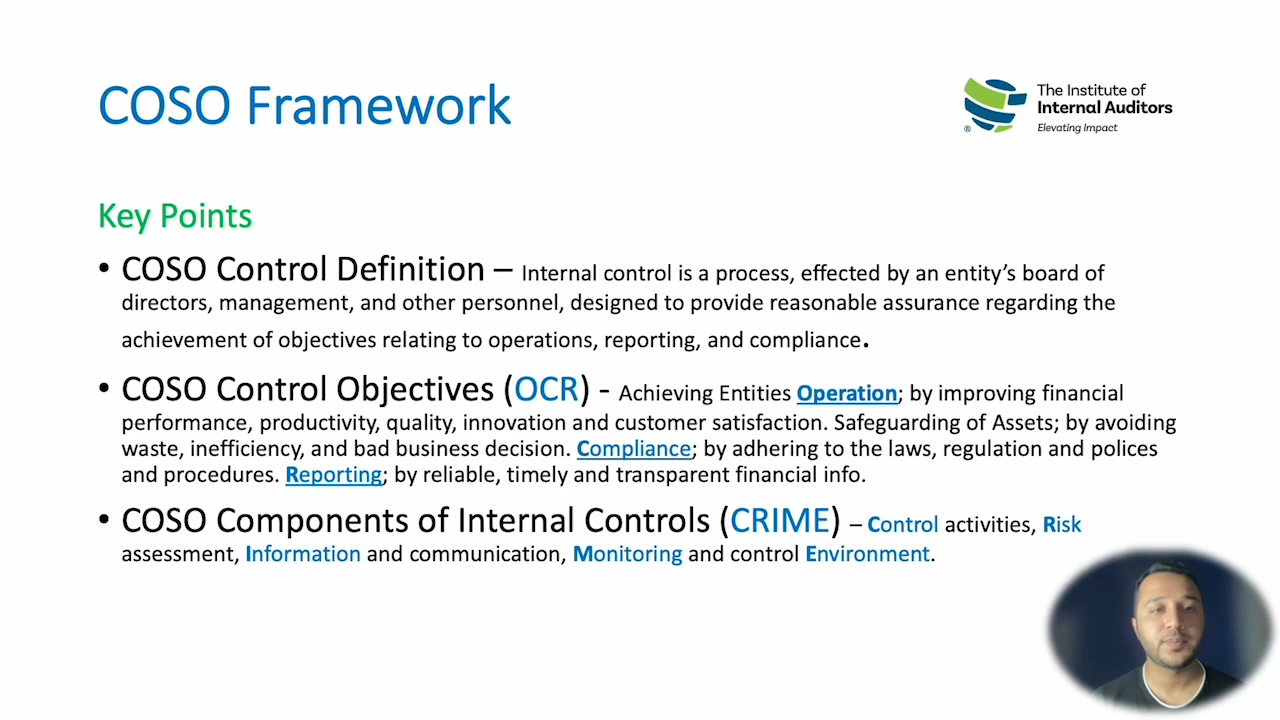 COSO Framework
The Institute of
Internal Auditors
® Elevating Impact
Key Points
• COSO Control Definition – Internal control is a process, effected by an entity’s board of
directors, management, and other personnel, designed to provide reasonable assurance regarding the
achievement of objectives relating to operations, reporting, and compliance.
• COSO Control Objectives (OCR) - Achieving Entities Operation; by improving financial
performance, productivity, quality, innovation and customer satisfaction. Safeguarding of Assets; by avoiding
waste, inefficiency, and bad business decision. Compliance; by adhering to the laws, regulation and polices
and procedures. Reporting; by reliable, timely and transparent financial info.
• COSO Components of Internal Controls (CRIME) – Control activities, Risk
assessment, Information and communication, Monitoring and control Environment.